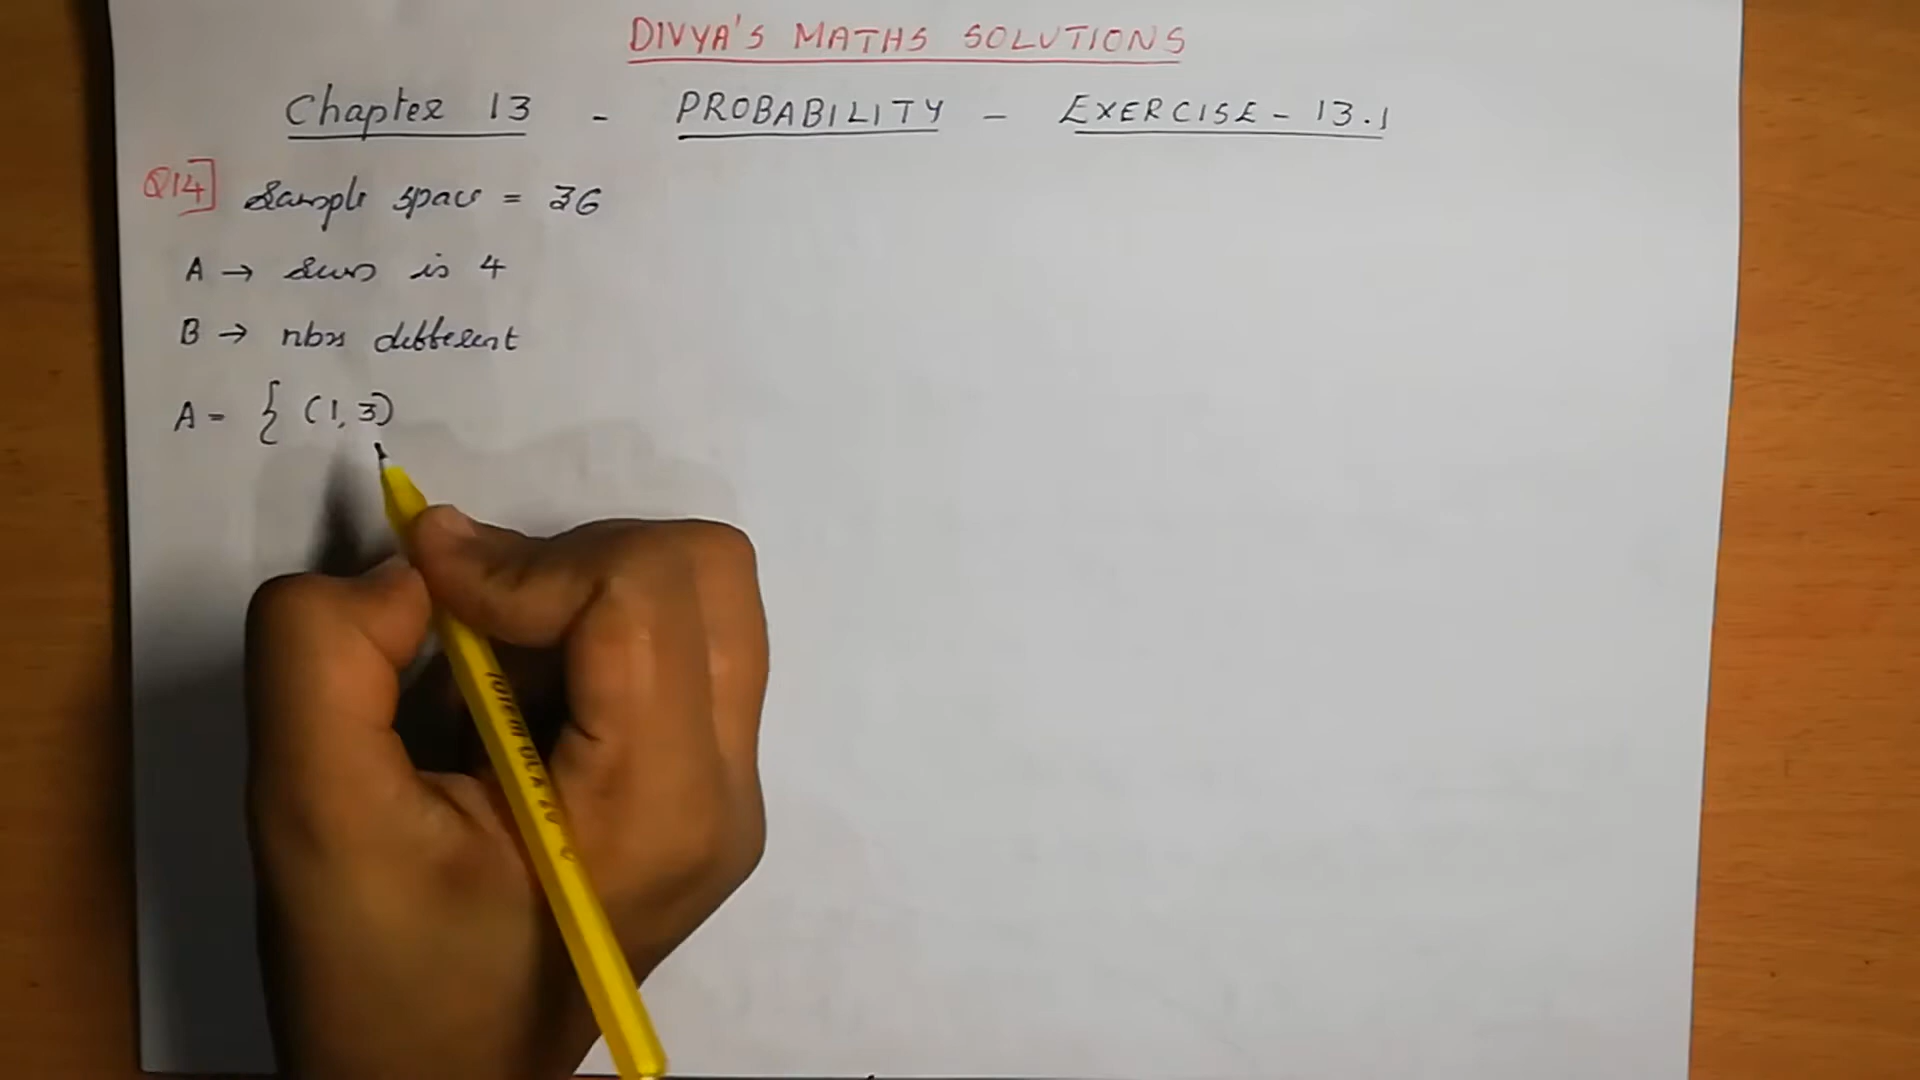 DIVYA'S MATHS SOLUTIONS
Chapter 13 - PROBABILITY - EXERCISE - 13.1
Q14] Sample space = 36
A → sum is 4
B → nbrs different
A = { (1, 3)
FORMULA